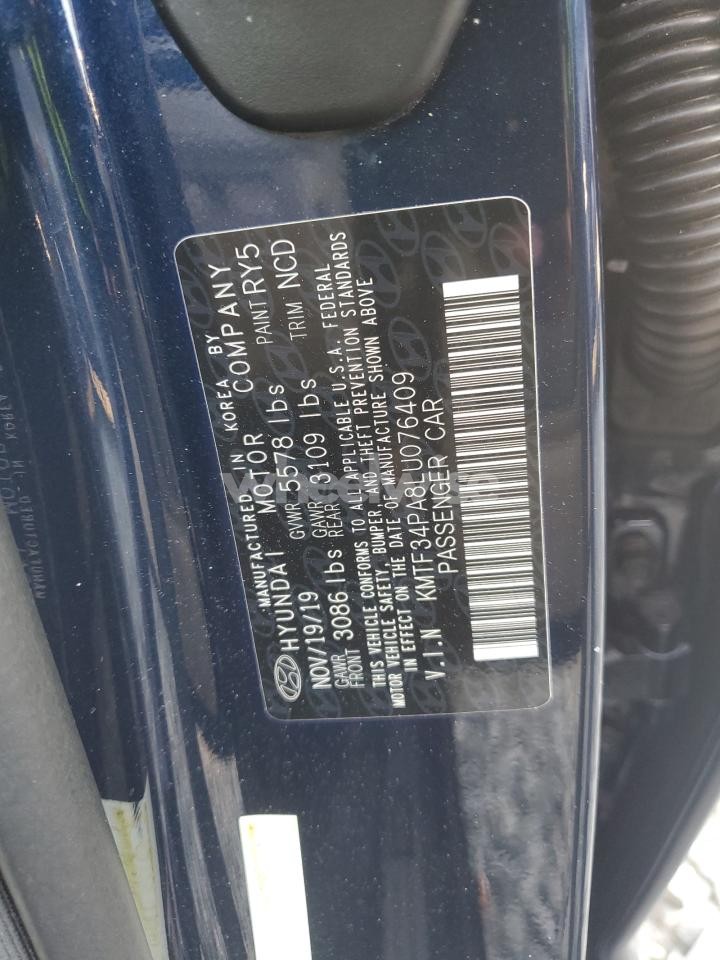 MANUFACTURED IN KOREA BY
HYUNDAI MOTOR COMPANY
NOV/19/19 GVWR 5578 lbs PAINT RY5
GAWR FRONT 3086 lbs GAWR REAR 3109 lbs TRIM NCD
THIS VEHICLE CONFORMS TO ALL APPLICABLE U.S.A. FEDERAL
MOTOR VEHICLE SAFETY, BUMPER, AND THEFT PREVENTION STANDARDS
IN EFFECT ON THE DATE OF MANUFACTURE SHOWN ABOVE
V.I.N KMTF34PA8LU076409
PASSENGER CAR